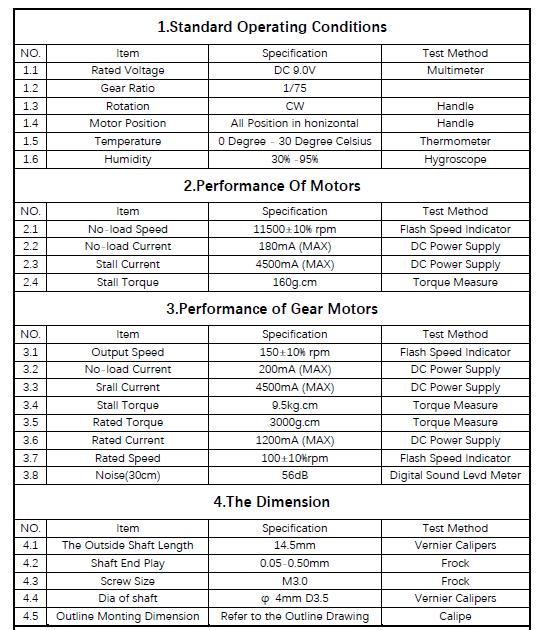 1.Standard Operating Conditions
NO. Item Specification Test Method
1.1 Rated Voltage DC 9.0V Multimeter
1.2 Gear Ratio 1/75
1.3 Rotation CW Handle
1.4 Motor Position All Position in honizontal Handle
1.5 Temperature 0 Degree - 30 Degree Celsius Thermometer
1.6 Humidity 30% -95% Hygroscope
2.Performance Of Motors
NO. Item Specification Test Method
2.1 No-load Speed 11500±10% rpm Flash Speed Indicator
2.2 No-load Current 180mA (MAX) DC Power Supply
2.3 Stall Current 4500mA (MAX) DC Power Supply
2.4 Stall Torque 160g.cm Torque Measure
3.Performance of Gear Motors
NO. Item Specification Test Method
3.1 Output Speed 150±10% rpm Flash Speed Indicator
3.2 No-load Current 200mA (MAX) DC Power Supply
3.3 Srall Current 4500mA (MAX) DC Power Supply
3.4 Stall Torque 9.5kg.cm Torque Measure
3.5 Rated Torque 3000g.cm Torque Measure
3.6 Rated Current 1200mA (MAX) DC Power Supply
3.7 Rated Speed 100±10%rpm Flash Speed Indicator
3.8 Noise(30cm) 56dB Digital Sound Levd Meter
4.The Dimension
NO. Item Specification Test Method
4.1 The Outside Shaft Length 14.5mm Vernier Calipers
4.2 Shaft End Play 0.05-0.50mm Frock
4.3 Screw Size M3.0 Frock
4.4 Dia of shaft φ 4mm D3.5 Vernier Calipers
4.5 Outline Monting Dimension Refer to the Outline Drawing Calipe